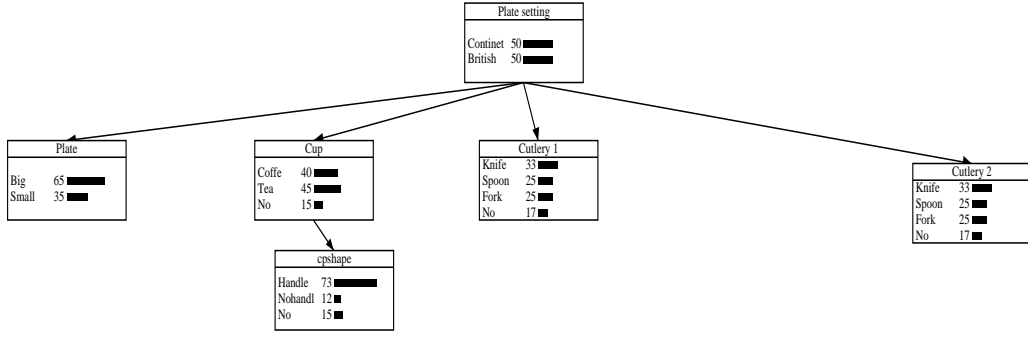 Plate setting
Continet 50
British 50
Plate
Big 65
Small 35
Cup
Coffe 40
Tea 45
No 15
Cutlery 1
Knife 33
Spoon 25
Fork 25
No 17
Cutlery 2
Knife 33
Spoon 25
Fork 25
No 17
cpshape
Handle 73
Nohandl 12
No 15